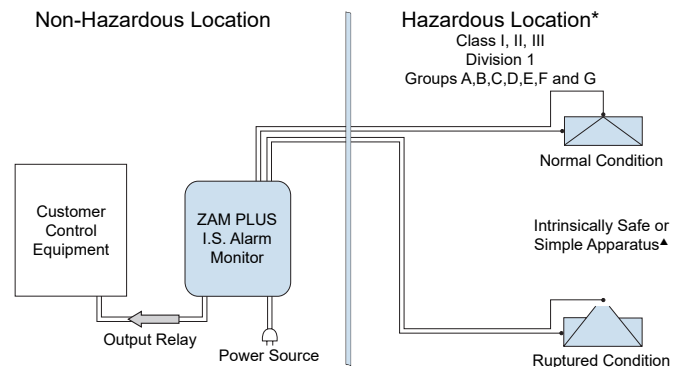 Non-Hazardous Location
Hazardous Location*
Class I, II, III
Division 1
Groups A,B,C,D,E,F and G
Normal Condition
Customer
Control
Equipment
ZAM PLUS
I.S. Alarm
Monitor
Intrinsically Safe or
Simple Apparatus▲
Output Relay
Power Source
Ruptured Condition